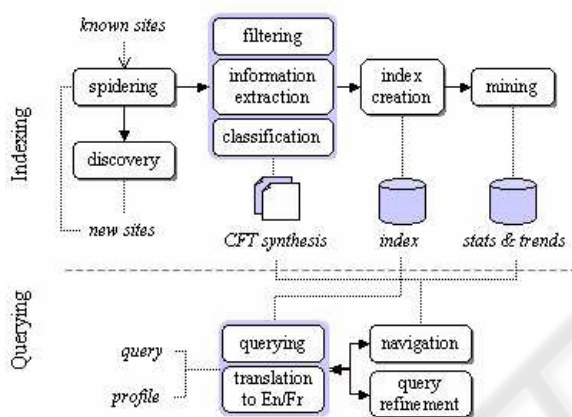 Indexing
known sites
spidering
discovery
new sites
filtering
information
extraction
classification
CFT synthesis
index
creation
index
mining
stats & trends
Querying
query
profile
querying
translation
to En/Fr
navigation
query
refinement